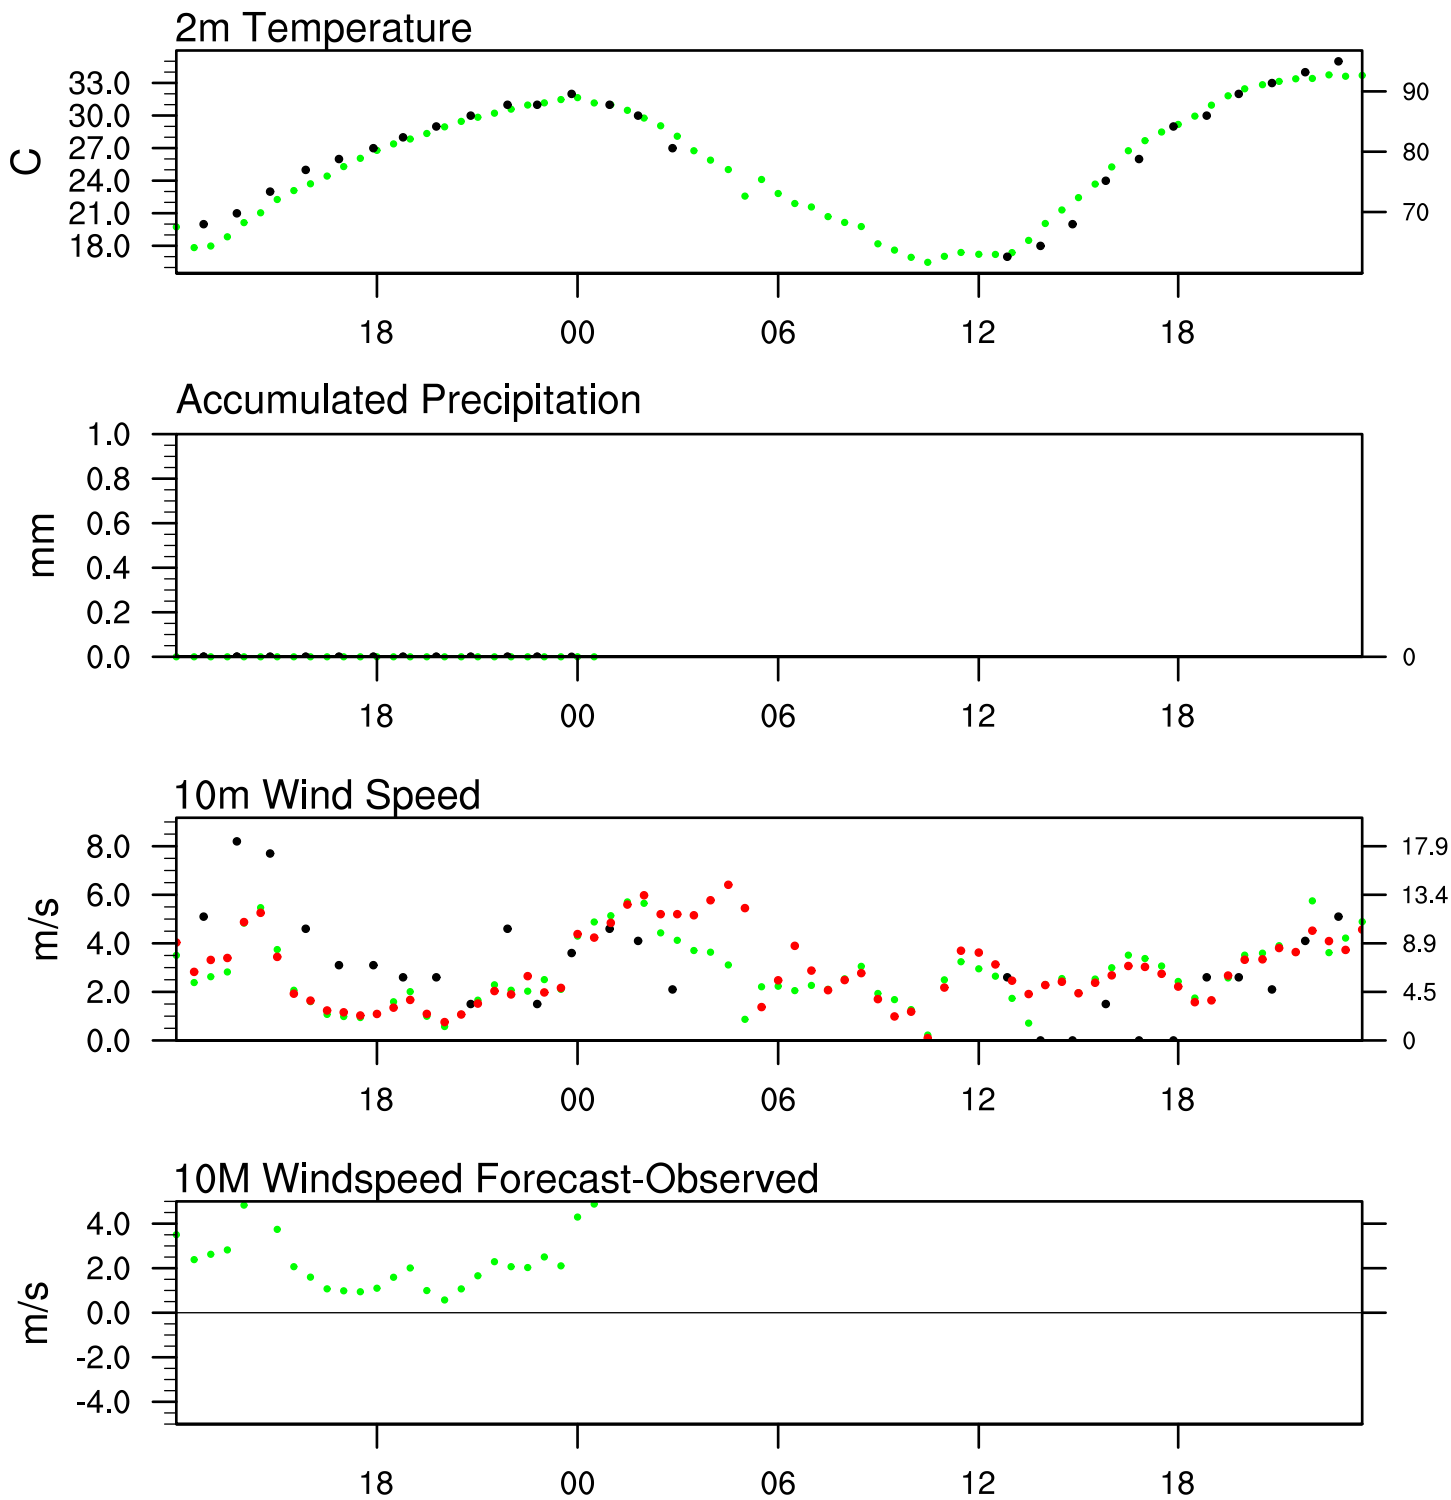 2m Temperature
33.0
30.0
27.0
24.0
21.0
18.0
C
90
80
70
18 00 06 12 18
Accumulated Precipitation
1.0
0.8
0.6
0.4
0.2
0.0
mm
0
18 00 06 12 18
10m Wind Speed
8.0
6.0
4.0
2.0
0.0
m/s
17.9
13.4
8.9
4.5
0
18 00 06 12 18
10M Windspeed Forecast-Observed
4.0
2.0
0.0
-2.0
-4.0
m/s
18 00 06 12 18